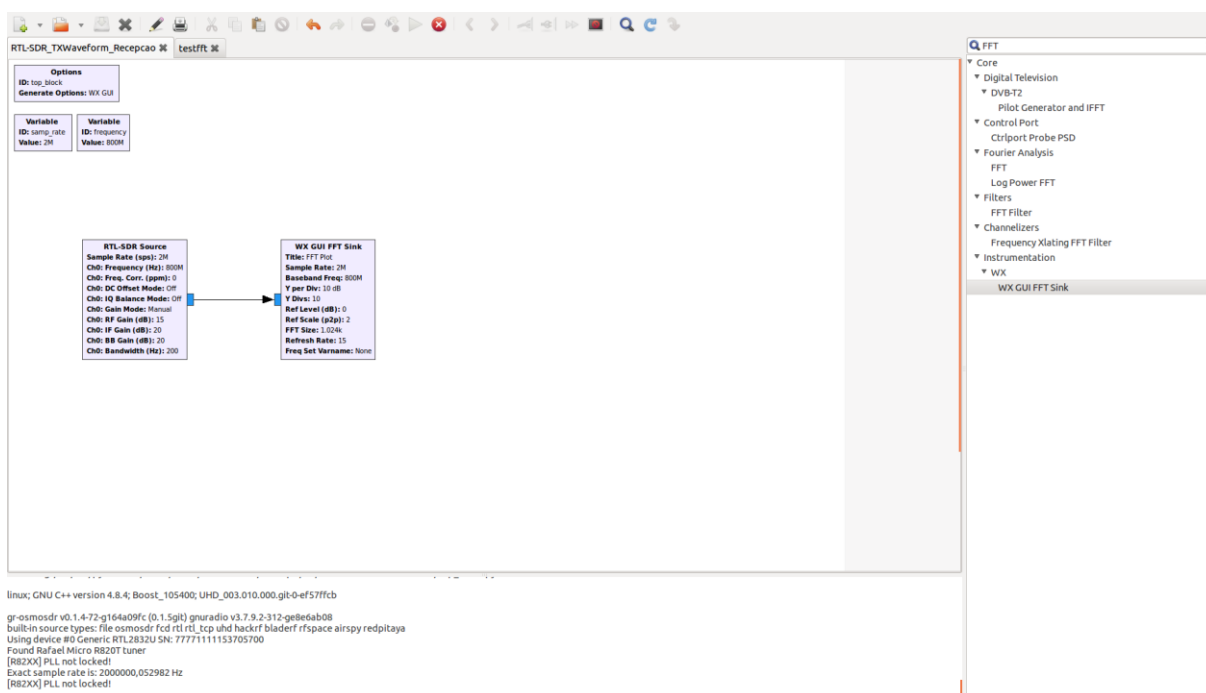 RTL-SDR_TXWaveform_Recepcao
testfft
Options
ID: top_block
Generate Options: WX GUI
Variable
ID: samp_rate
Value: 2M
Variable
ID: frequency
Value: 800M
RTL-SDR Source
Sample Rate (sps): 2M
Ch0: Frequency (Hz): 800M
Ch0: Freq. Corr. (ppm): 0
Ch0: DC Offset Mode: Off
Ch0: IQ Balance Mode: Off
Ch0: Gain Mode: Manual
Ch0: RF Gain (dB): 15
Ch0: IF Gain (dB): 20
Ch0: BB Gain (dB): 20
Ch0: Bandwidth (Hz): 200
WX GUI FFT Sink
Title: FFT Plot
Sample Rate: 2M
Baseband Freq: 800M
Y per Div: 10 dB
Y Divs: 10
Ref Level (dB): 0
Ref Scale (p2p): 2
FFT Size: 1.024k
Refresh Rate: 15
Freq Set Varname: None
FFT
Core
Digital Television
DVB-T2
Pilot Generator and IFFT
Control Port
Ctrlport Probe PSD
Fourier Analysis
FFT
Log Power FFT
Filters
FFT Filter
Channelizers
Frequency Xlating FFT Filter
Instrumentation
WX
WX GUI FFT Sink
linux; GNU C++ version 4.8.4; Boost_105400; UHD_003.010.000.git-0-ef57ffcb
gr-osmosdr v0.1.4-72-g164a09fc (0.1.5git) gnuradio v3.7.9.2-312-ge8e6ab08
built-in source types: file osmosdr fcd rtl rtl_tcp uhd hackrf bladerf rfspace airspy redpitaya
Using device #0 Generic RTL2832U SN: 77771111153705700
Found Rafael Micro R820T tuner
[R82XX] PLL not locked!
Exact sample rate is: 2000000,052982 Hz
[R82XX] PLL not locked!